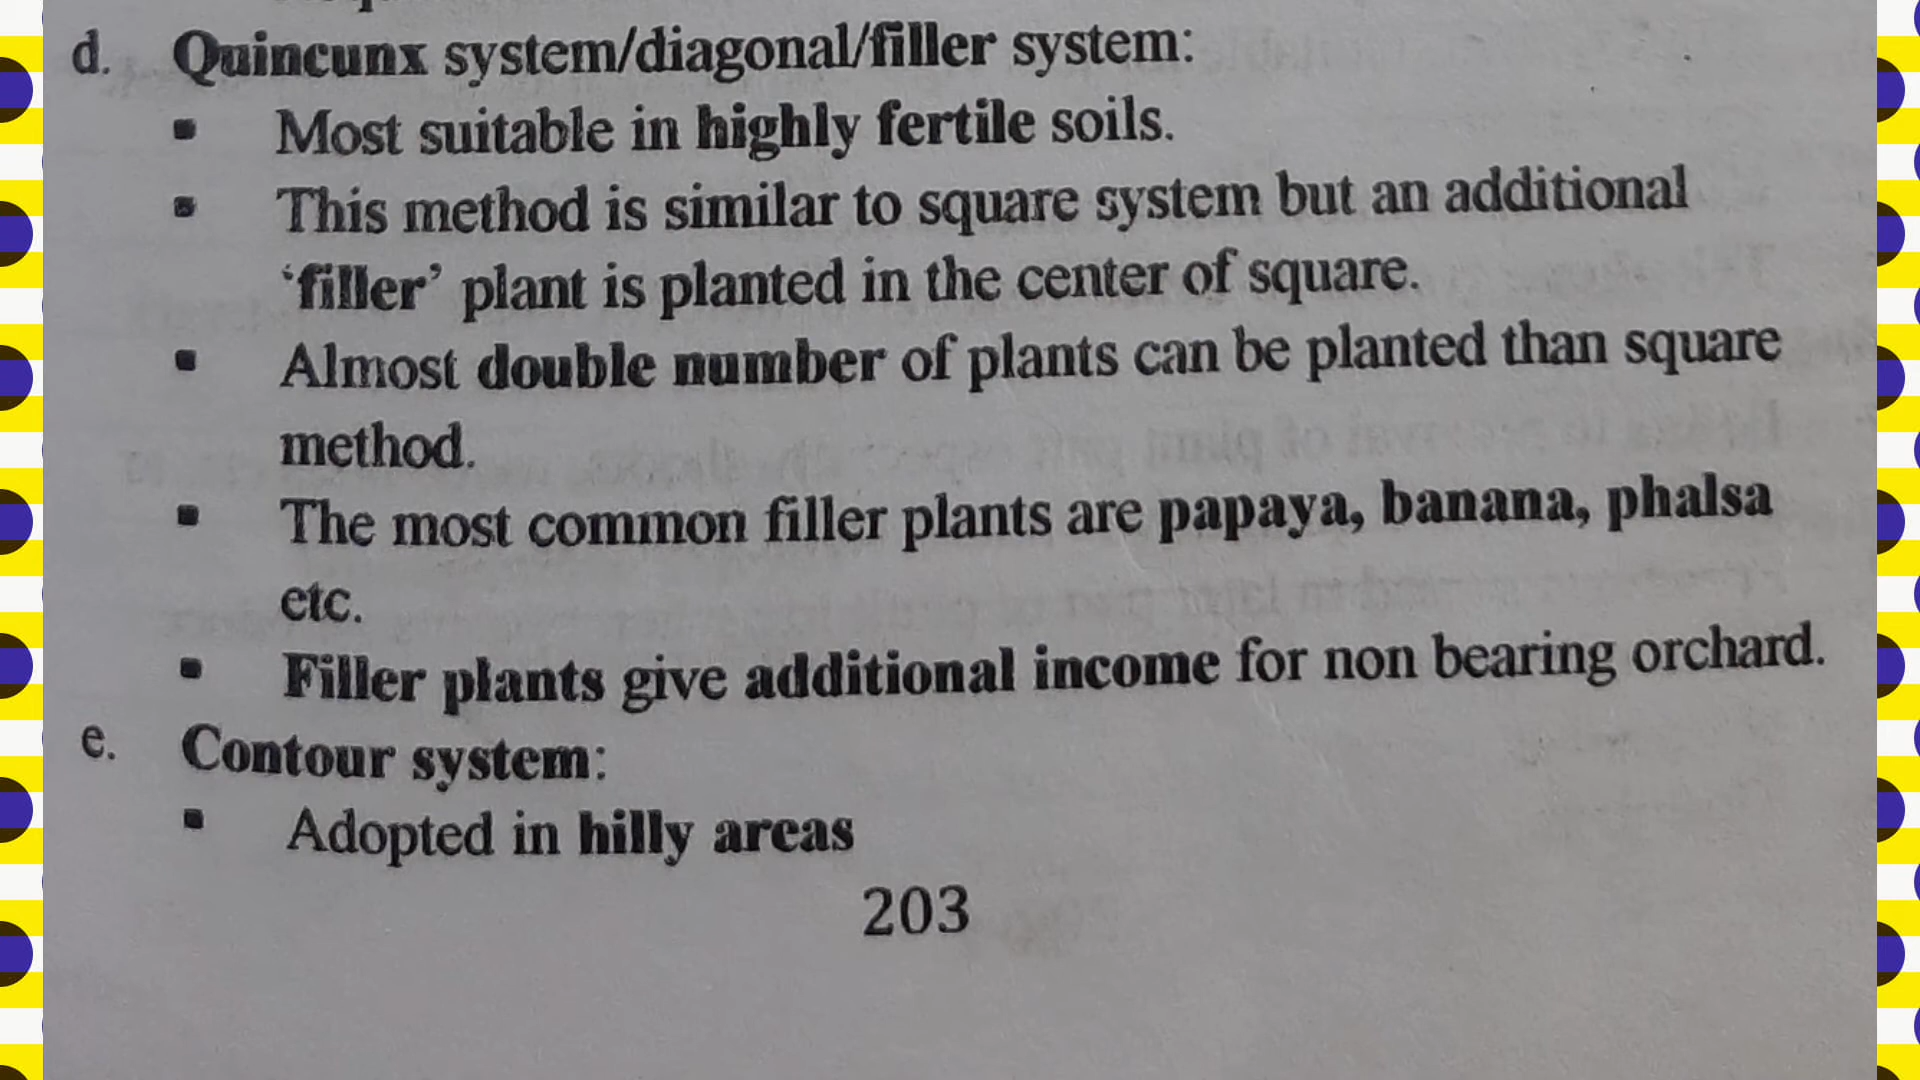 d. Quincunx system/diagonal/filler system:
▪ Most suitable in highly fertile soils.
▪ This method is similar to square system but an additional
‘filler’ plant is planted in the center of square.
▪ Almost double number of plants can be planted than square
method.
▪ The most common filler plants are papaya, banana, phalsa
etc.
▪ Filler plants give additional income for non bearing orchard.
e. Contour system:
▪ Adopted in hilly areas
203